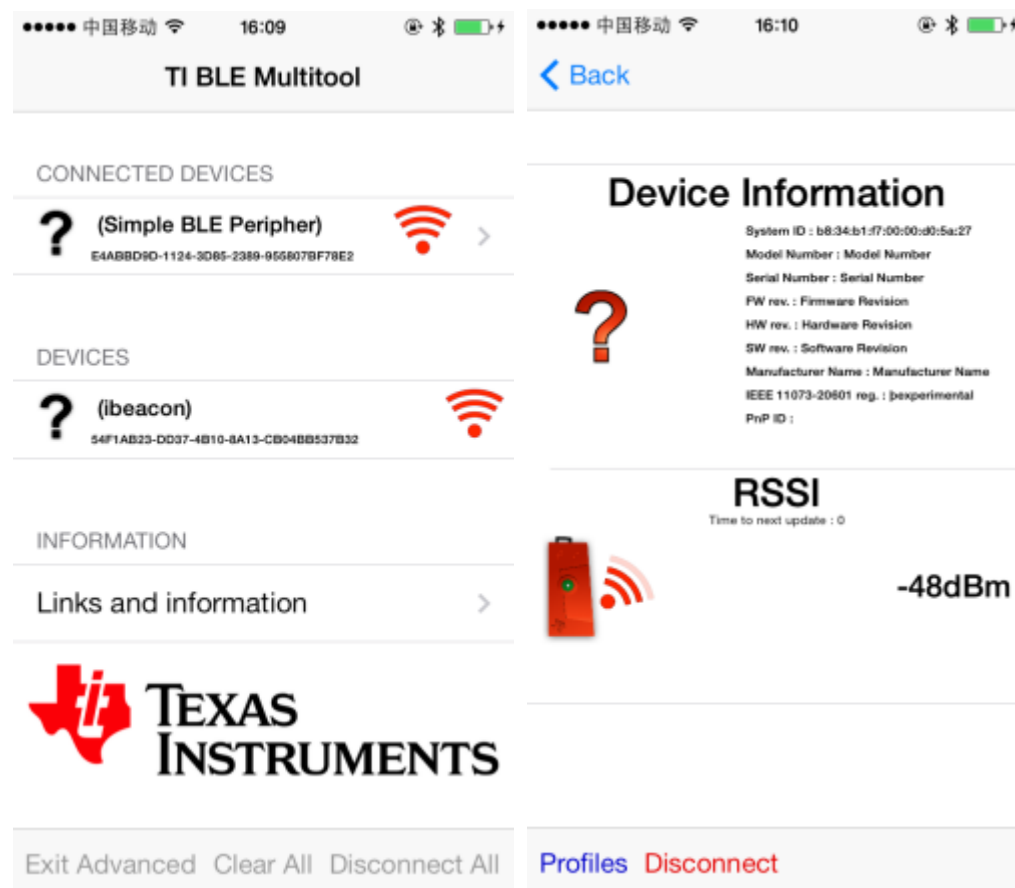 中国移动 16:09
TI BLE Multitool
CONNECTED DEVICES
? (Simple BLE Peripher)
E4ABBD9D-1124-3D85-2389-955807BF78E2
DEVICES
? (ibeacon)
54F1AB23-DD37-4B10-8A13-CB04BB537B32
INFORMATION
Links and information
TEXAS
INSTRUMENTS
Exit Advanced Clear All Disconnect All
中国移动 16:10
Back
Device Information
System ID : b8:34:b1:f7:00:00:d0:5a:27
Model Number : Model Number
Serial Number : Serial Number
FW rev. : Firmware Revision
HW rev. : Hardware Revision
SW rev. : Software Revision
Manufacturer Name : Manufacturer Name
IEEE 11073-20601 reg. : þexperimental
PnP ID :
?
RSSI
Time to next update : 0
-48dBm
Profiles Disconnect